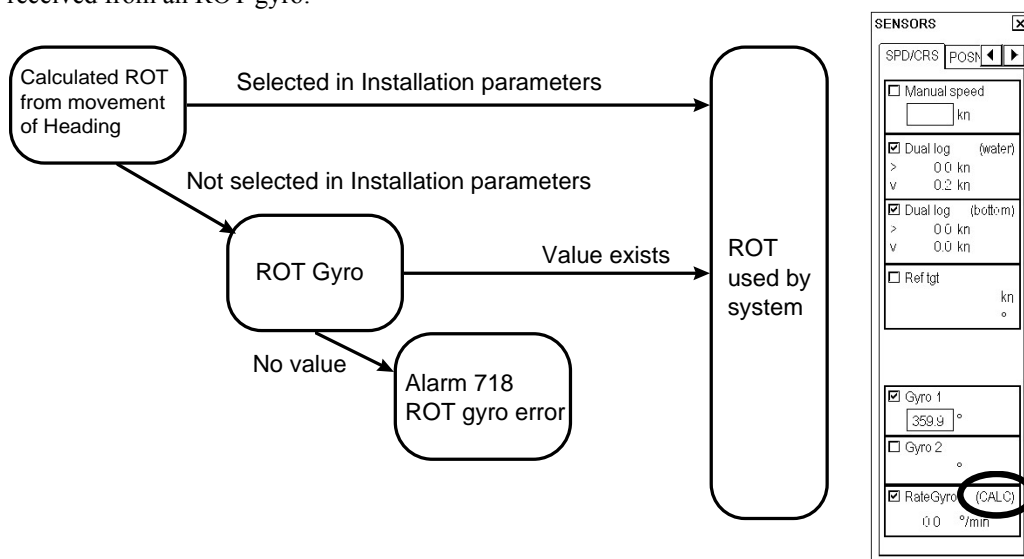 received from an ROT gyro.
Calculated ROT
from movement
of Heading
Selected in Installation parameters
Not selected in Installation parameters
ROT Gyro
Value exists
No value
Alarm 718
ROT gyro error
ROT
used by
system
SENSORS
SPD/CRS POSN
Manual speed
kn
Dual log (water)
> 0.0 kn
v 0.2 kn
Dual log (bottom)
> 0.0 kn
v 0.0 kn
Ref tgt
kn
°
Gyro 1
359.9 °
Gyro 2
°
RateGyro (CALC)
0.0 °/min